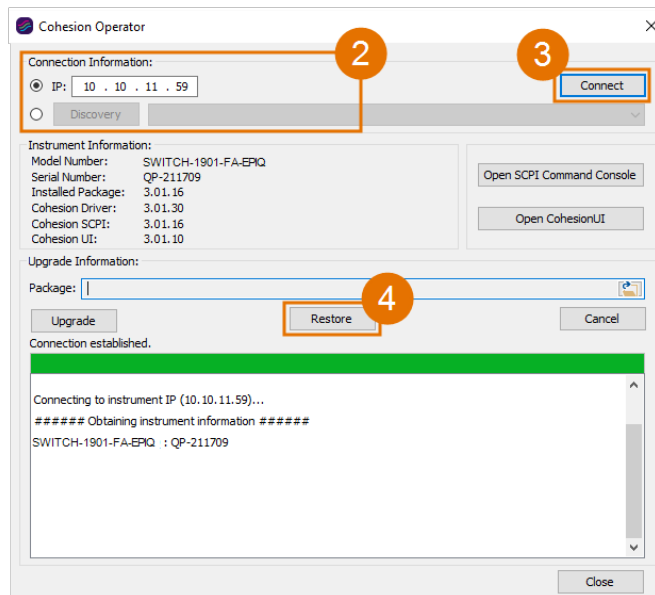 Cohesion Operator
2
3
Connection Information:
IP: 10 . 10 . 11 . 59
Connect
Discovery
Instrument Information:
Model Number: SWITCH-1901-FA-EPIQ
Serial Number: QP-211709
Installed Package: 3.01.16
Cohesion Driver: 3.01.30
Cohesion SCPI: 3.01.16
Cohesion UI: 3.01.10
Open SCPI Command Console
Open CohesionUI
Upgrade Information:
Package:
4
Upgrade
Restore
Cancel
Connection established.
Connecting to instrument IP (10.10.11.59)...
###### Obtaining instrument information ######
SWITCH-1901-FA-EPIQ : QP-211709
Close